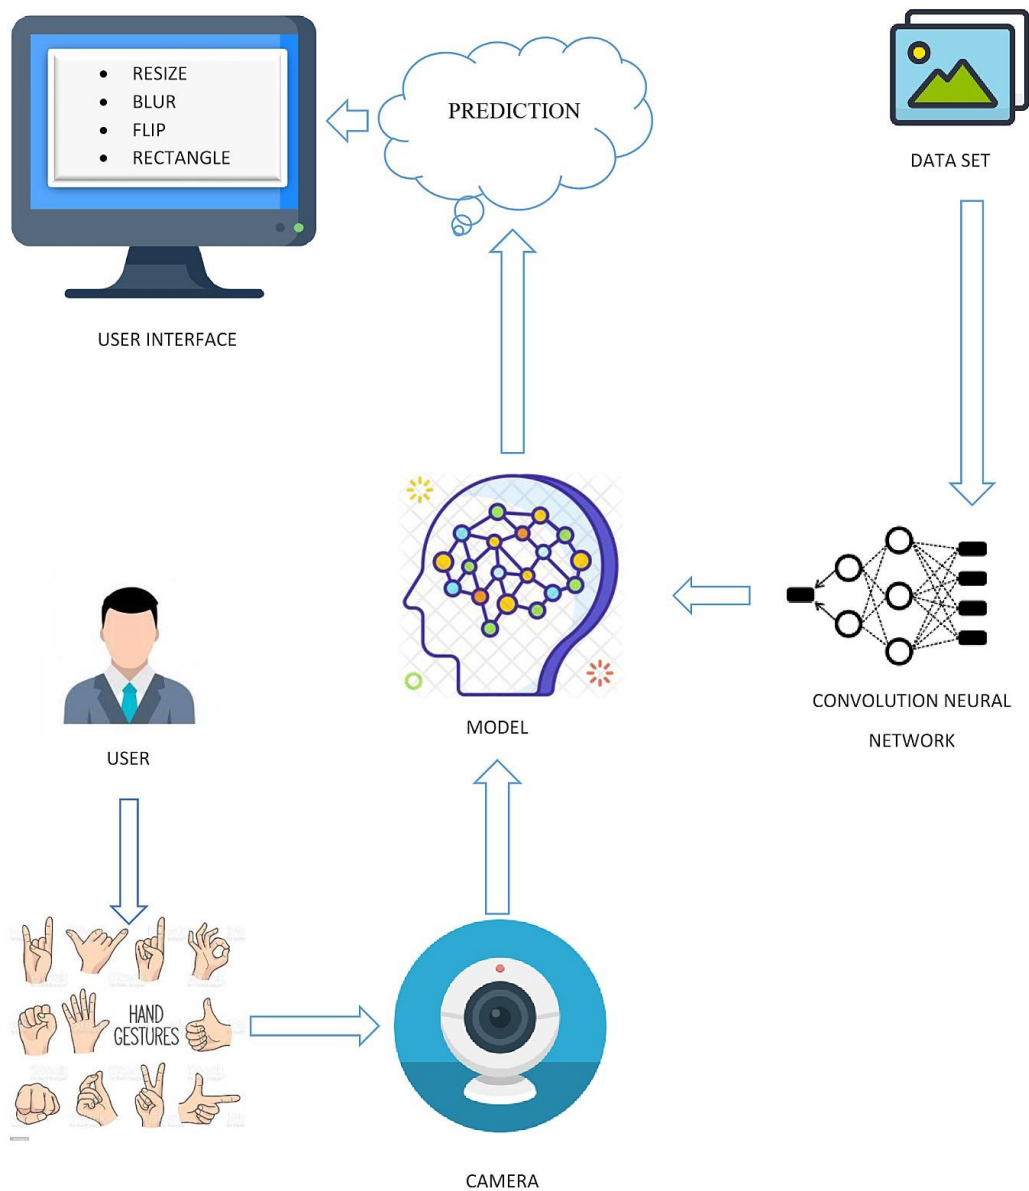 RESIZE
BLUR
FLIP
RECTANGLE
PREDICTION
DATA SET
USER INTERFACE
MODEL
CONVOLUTION NEURAL
NETWORK
USER
HAND
GESTURES
CAMERA